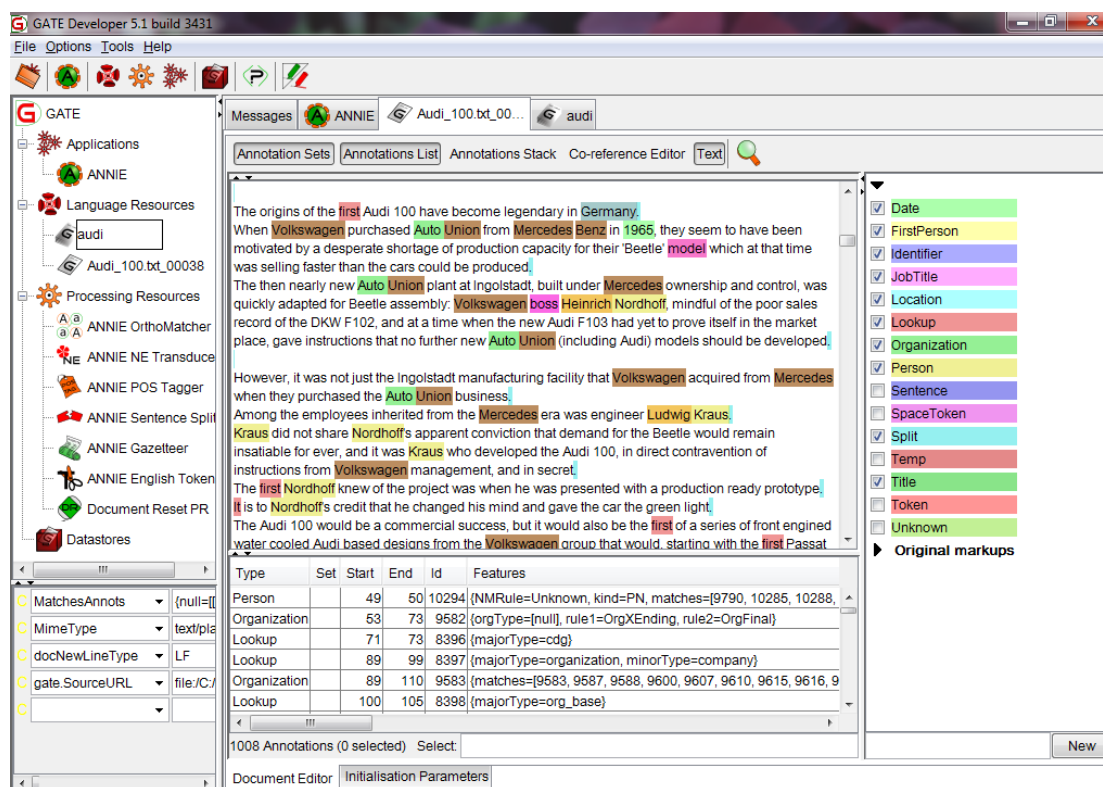 GATE Developer 5.1 build 3431
File Options Tools Help
GATE
Applications
ANNIE
Language Resources
audi
Audi_100.txt_00038
Processing Resources
ANNIE OrthoMatcher
ANNIE NE Transduce
ANNIE POS Tagger
ANNIE Sentence Split
ANNIE Gazetteer
ANNIE English Token
Document Reset PR
Datastores
MatchesAnnots {null=[[
MimeType text/pla
docNewLineType LF
gate.SourceURL file:/C:/
Messages ANNIE Audi_100.txt_00... audi
Annotation Sets Annotations List Annotations Stack Co-reference Editor Text
The origins of the first Audi 100 have become legendary in Germany.
When Volkswagen purchased Auto Union from Mercedes Benz in 1965, they seem to have been
motivated by a desperate shortage of production capacity for their 'Beetle' model which at that time
was selling faster than the cars could be produced.
The then nearly new Auto Union plant at Ingolstadt, built under Mercedes ownership and control, was
quickly adapted for Beetle assembly: Volkswagen boss Heinrich Nordhoff, mindful of the poor sales
record of the DKW F102, and at a time when the new Audi F103 had yet to prove itself in the market
place, gave instructions that no further new Auto Union (including Audi) models should be developed.
However, it was not just the Ingolstadt manufacturing facility that Volkswagen acquired from Mercedes
when they purchased the Auto Union business.
Among the employees inherited from the Mercedes era was engineer Ludwig Kraus.
Kraus did not share Nordhoff's apparent conviction that demand for the Beetle would remain
insatiable for ever, and it was Kraus who developed the Audi 100, in direct contravention of
instructions from Volkswagen management, and in secret.
The first Nordhoff knew of the project was when he was presented with a production ready prototype.
It is to Nordhoff's credit that he changed his mind and gave the car the green light.
The Audi 100 would be a commercial success, but it would also be the first of a series of front engined
water cooled Audi based designs from the Volkswagen group that would, starting with the first Passat
Type Set Start End Id Features
Person 49 50 10294 {NMRule=Unknown, kind=PN, matches=[9790, 10285, 10288,
Organization 53 73 9582 {orgType=[null], rule1=OrgXEnding, rule2=OrgFinal}
Lookup 71 73 8396 {majorType=cdg}
Lookup 89 99 8397 {majorType=organization, minorType=company}
Organization 89 110 9583 {matches=[9583, 9587, 9588, 9600, 9607, 9610, 9615, 9616, 9
Lookup 100 105 8398 {majorType=org_base}
1008 Annotations (0 selected) Select:
Document Editor Initialisation Parameters
Date
FirstPerson
Identifier
JobTitle
Location
Lookup
Organization
Person
Sentence
SpaceToken
Split
Temp
Title
Token
Unknown
Original markups
New